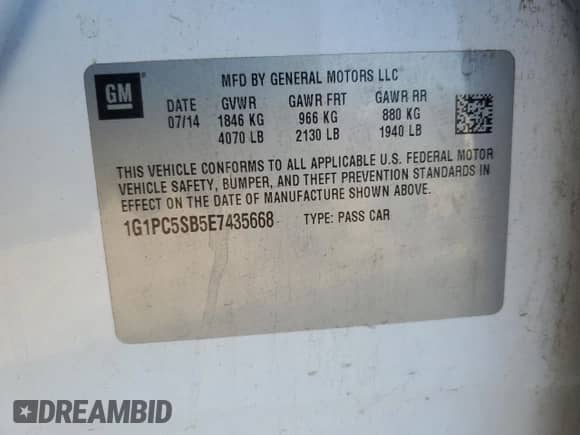 GM
MFD BY GENERAL MOTORS LLC
DATE GVWR GAWR FRT GAWR RR
07/14 1846 KG 966 KG 880 KG
4070 LB 2130 LB 1940 LB
THIS VEHICLE CONFORMS TO ALL APPLICABLE U.S. FEDERAL MOTOR
VEHICLE SAFETY, BUMPER, AND THEFT PREVENTION STANDARDS IN
EFFECT ON THE DATE OF MANUFACTURE SHOWN ABOVE.
1G1PC5SB5E7435668 TYPE: PASS CAR
DREAMBID